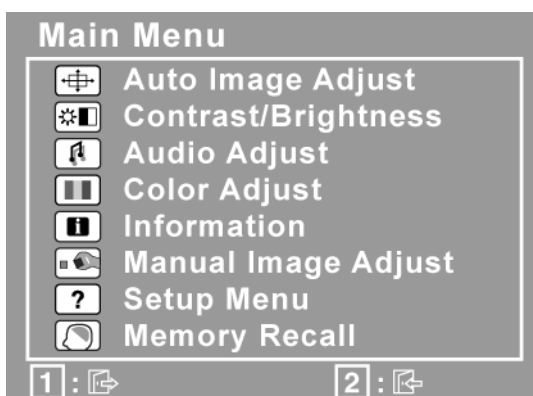 Main Menu
Auto Image Adjust
Contrast/Brightness
Audio Adjust
Color Adjust
i Information
Manual Image Adjust
? Setup Menu
Memory Recall
1 : 2 :